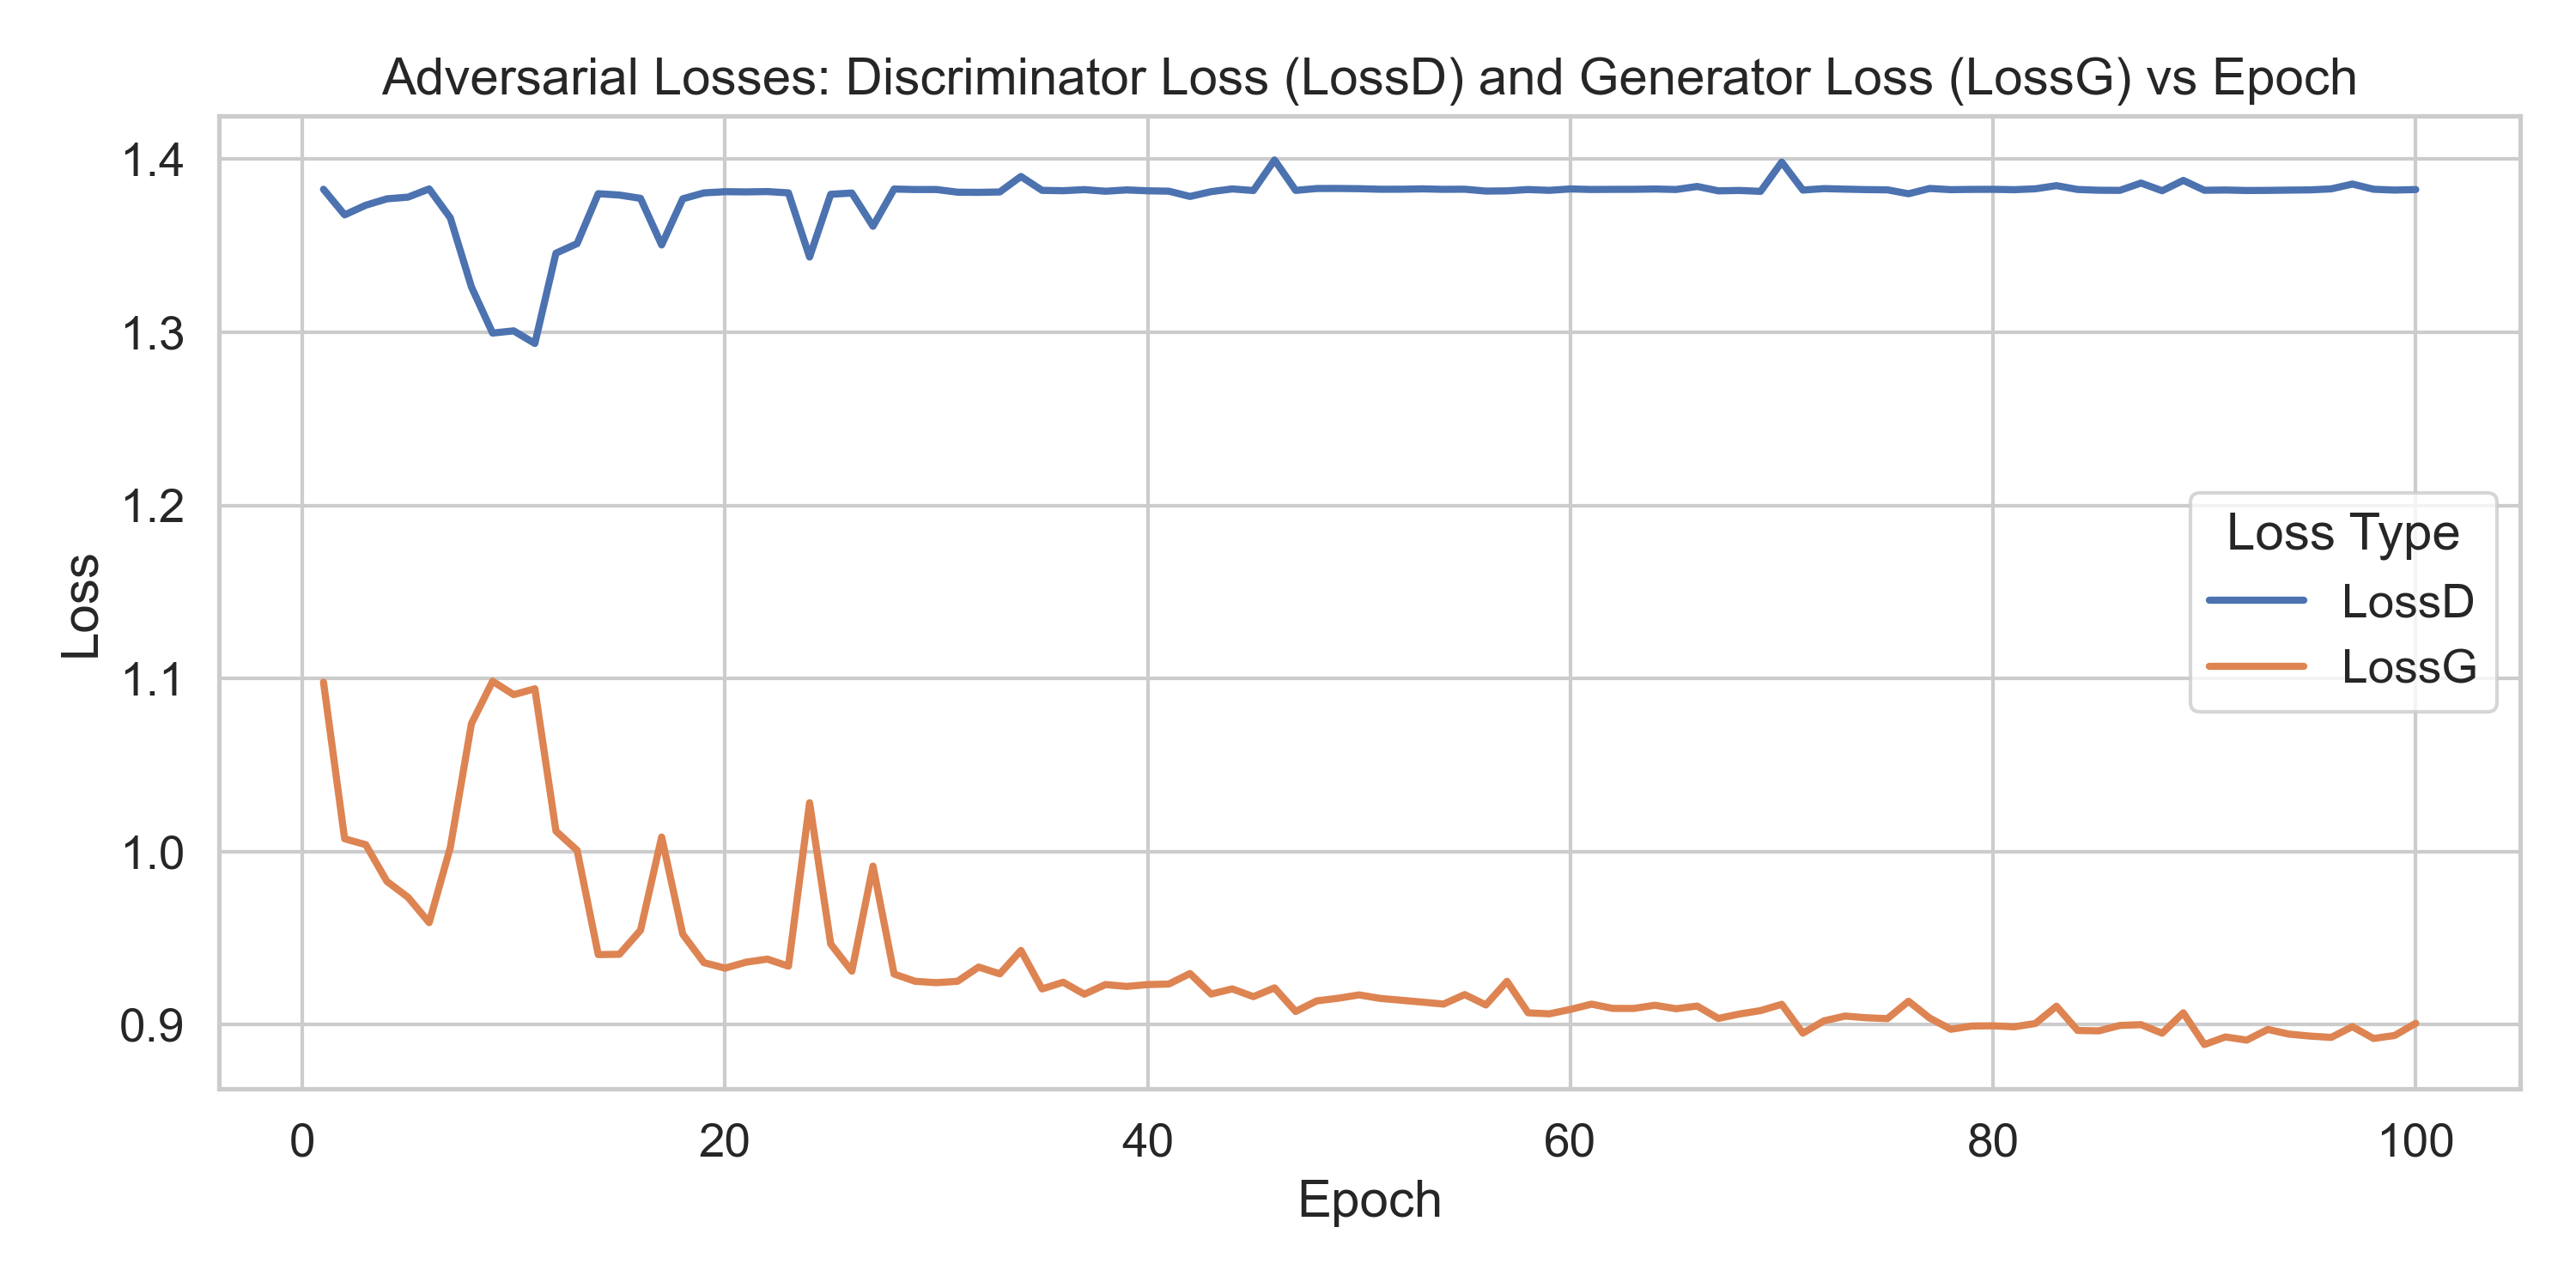 Adversarial Losses: Discriminator Loss (LossD) and Generator Loss (LossG) vs Epoch
1.4
1.3
1.2
1.1
1.0
0.9
Loss
Loss Type
LossD
LossG
0 20 40 60 80 100
Epoch